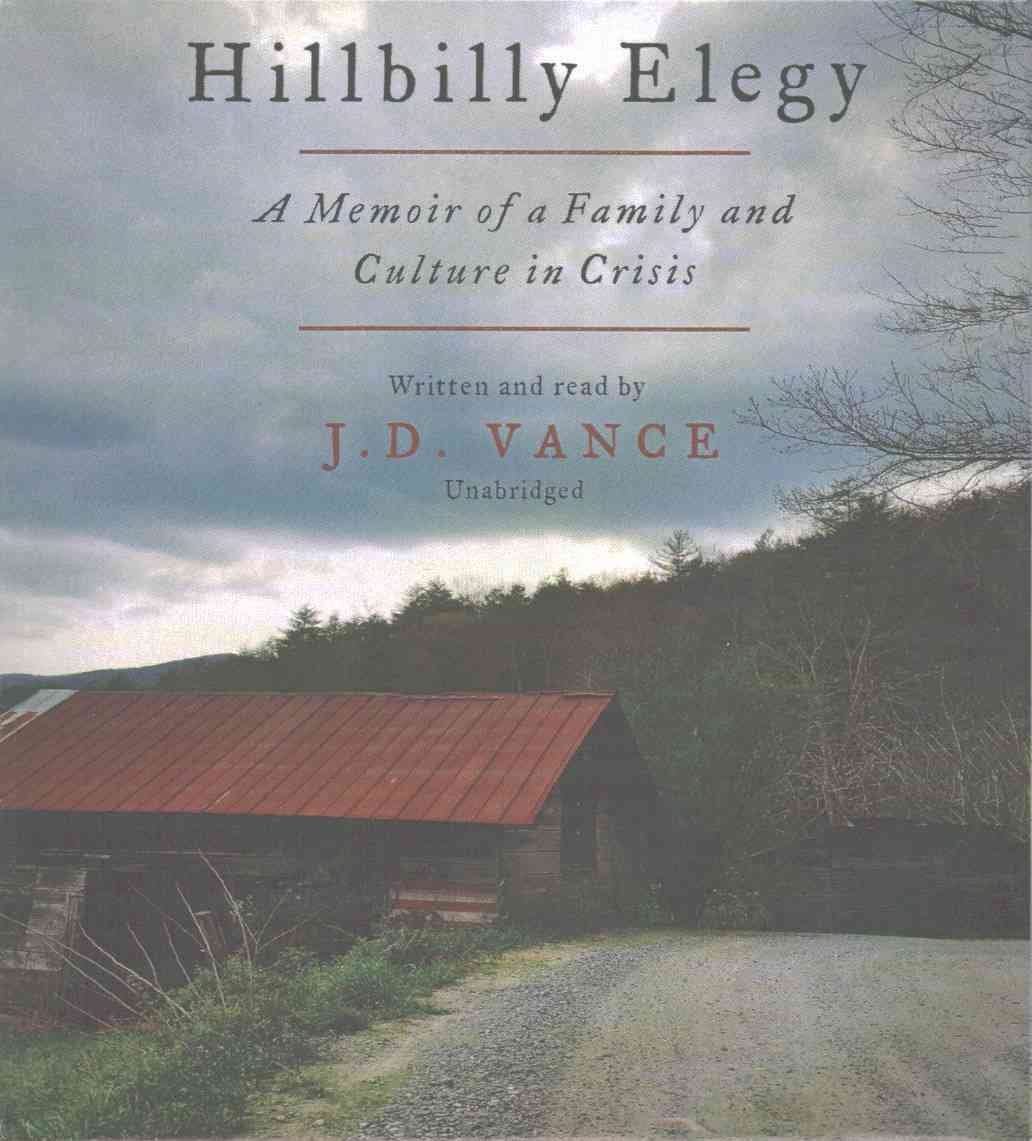 Hillbilly Elegy
A Memoir of a Family and
Culture in Crisis
Written and read by
J.D. VANCE
Unabridged